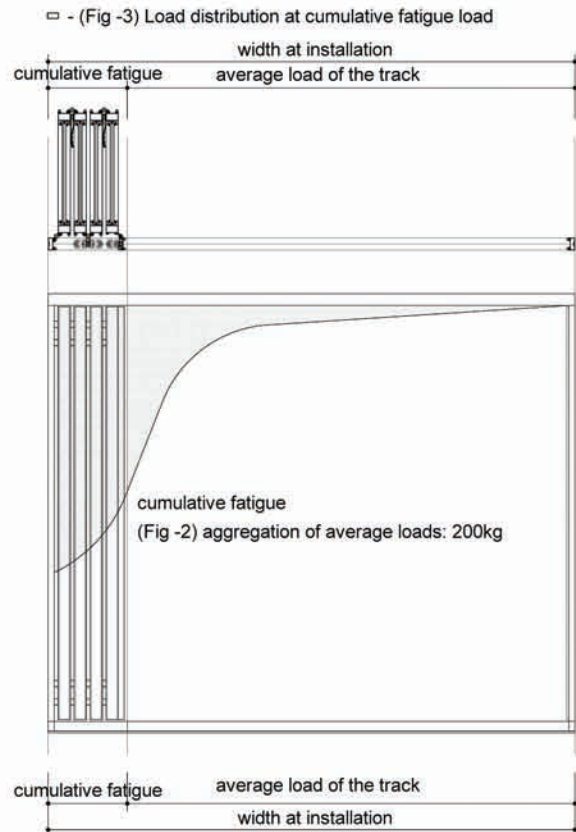 - (Fig -3) Load distribution at cumulative fatigue load
width at installation
cumulative fatigue
average load of the track
cumulative fatigue
(Fig -2) aggregation of average loads: 200kg
cumulative fatigue
average load of the track
width at installation